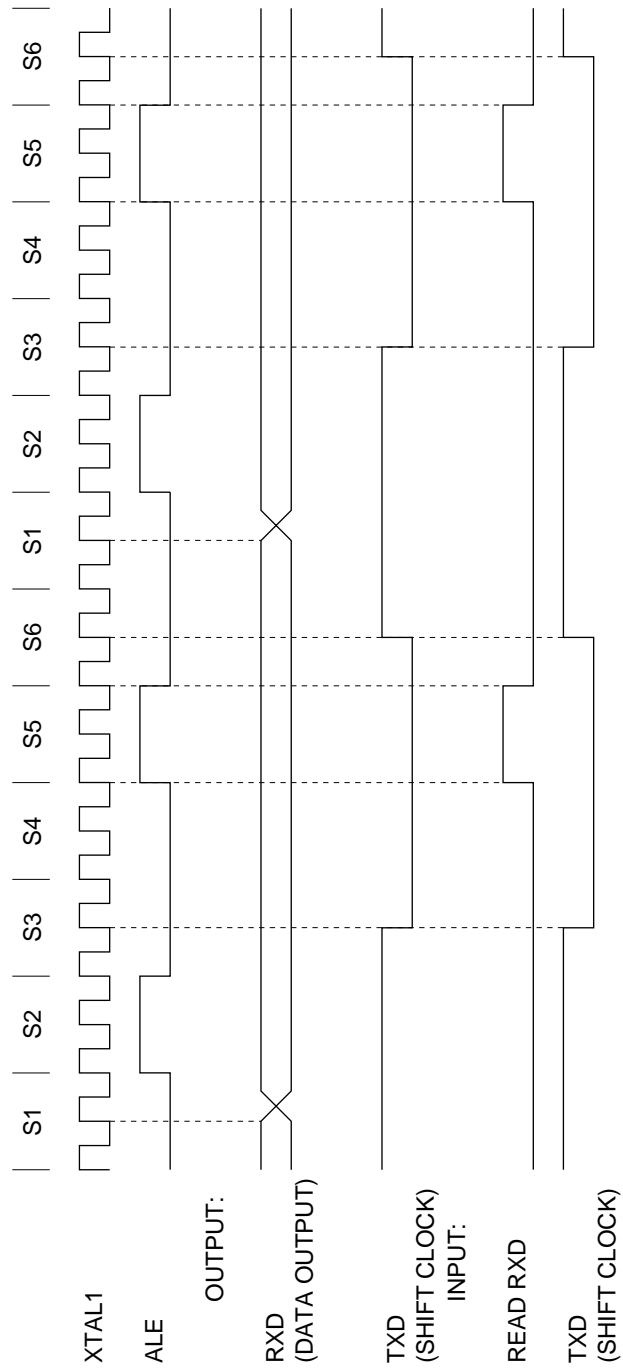 S1 S2 S3 S4 S5 S6 S1 S2 S3 S4 S5 S6
XTAL1
ALE
OUTPUT:
RXD
(DATA OUTPUT)
TXD
(SHIFT CLOCK)
INPUT:
READ RXD
TXD
(SHIFT CLOCK)